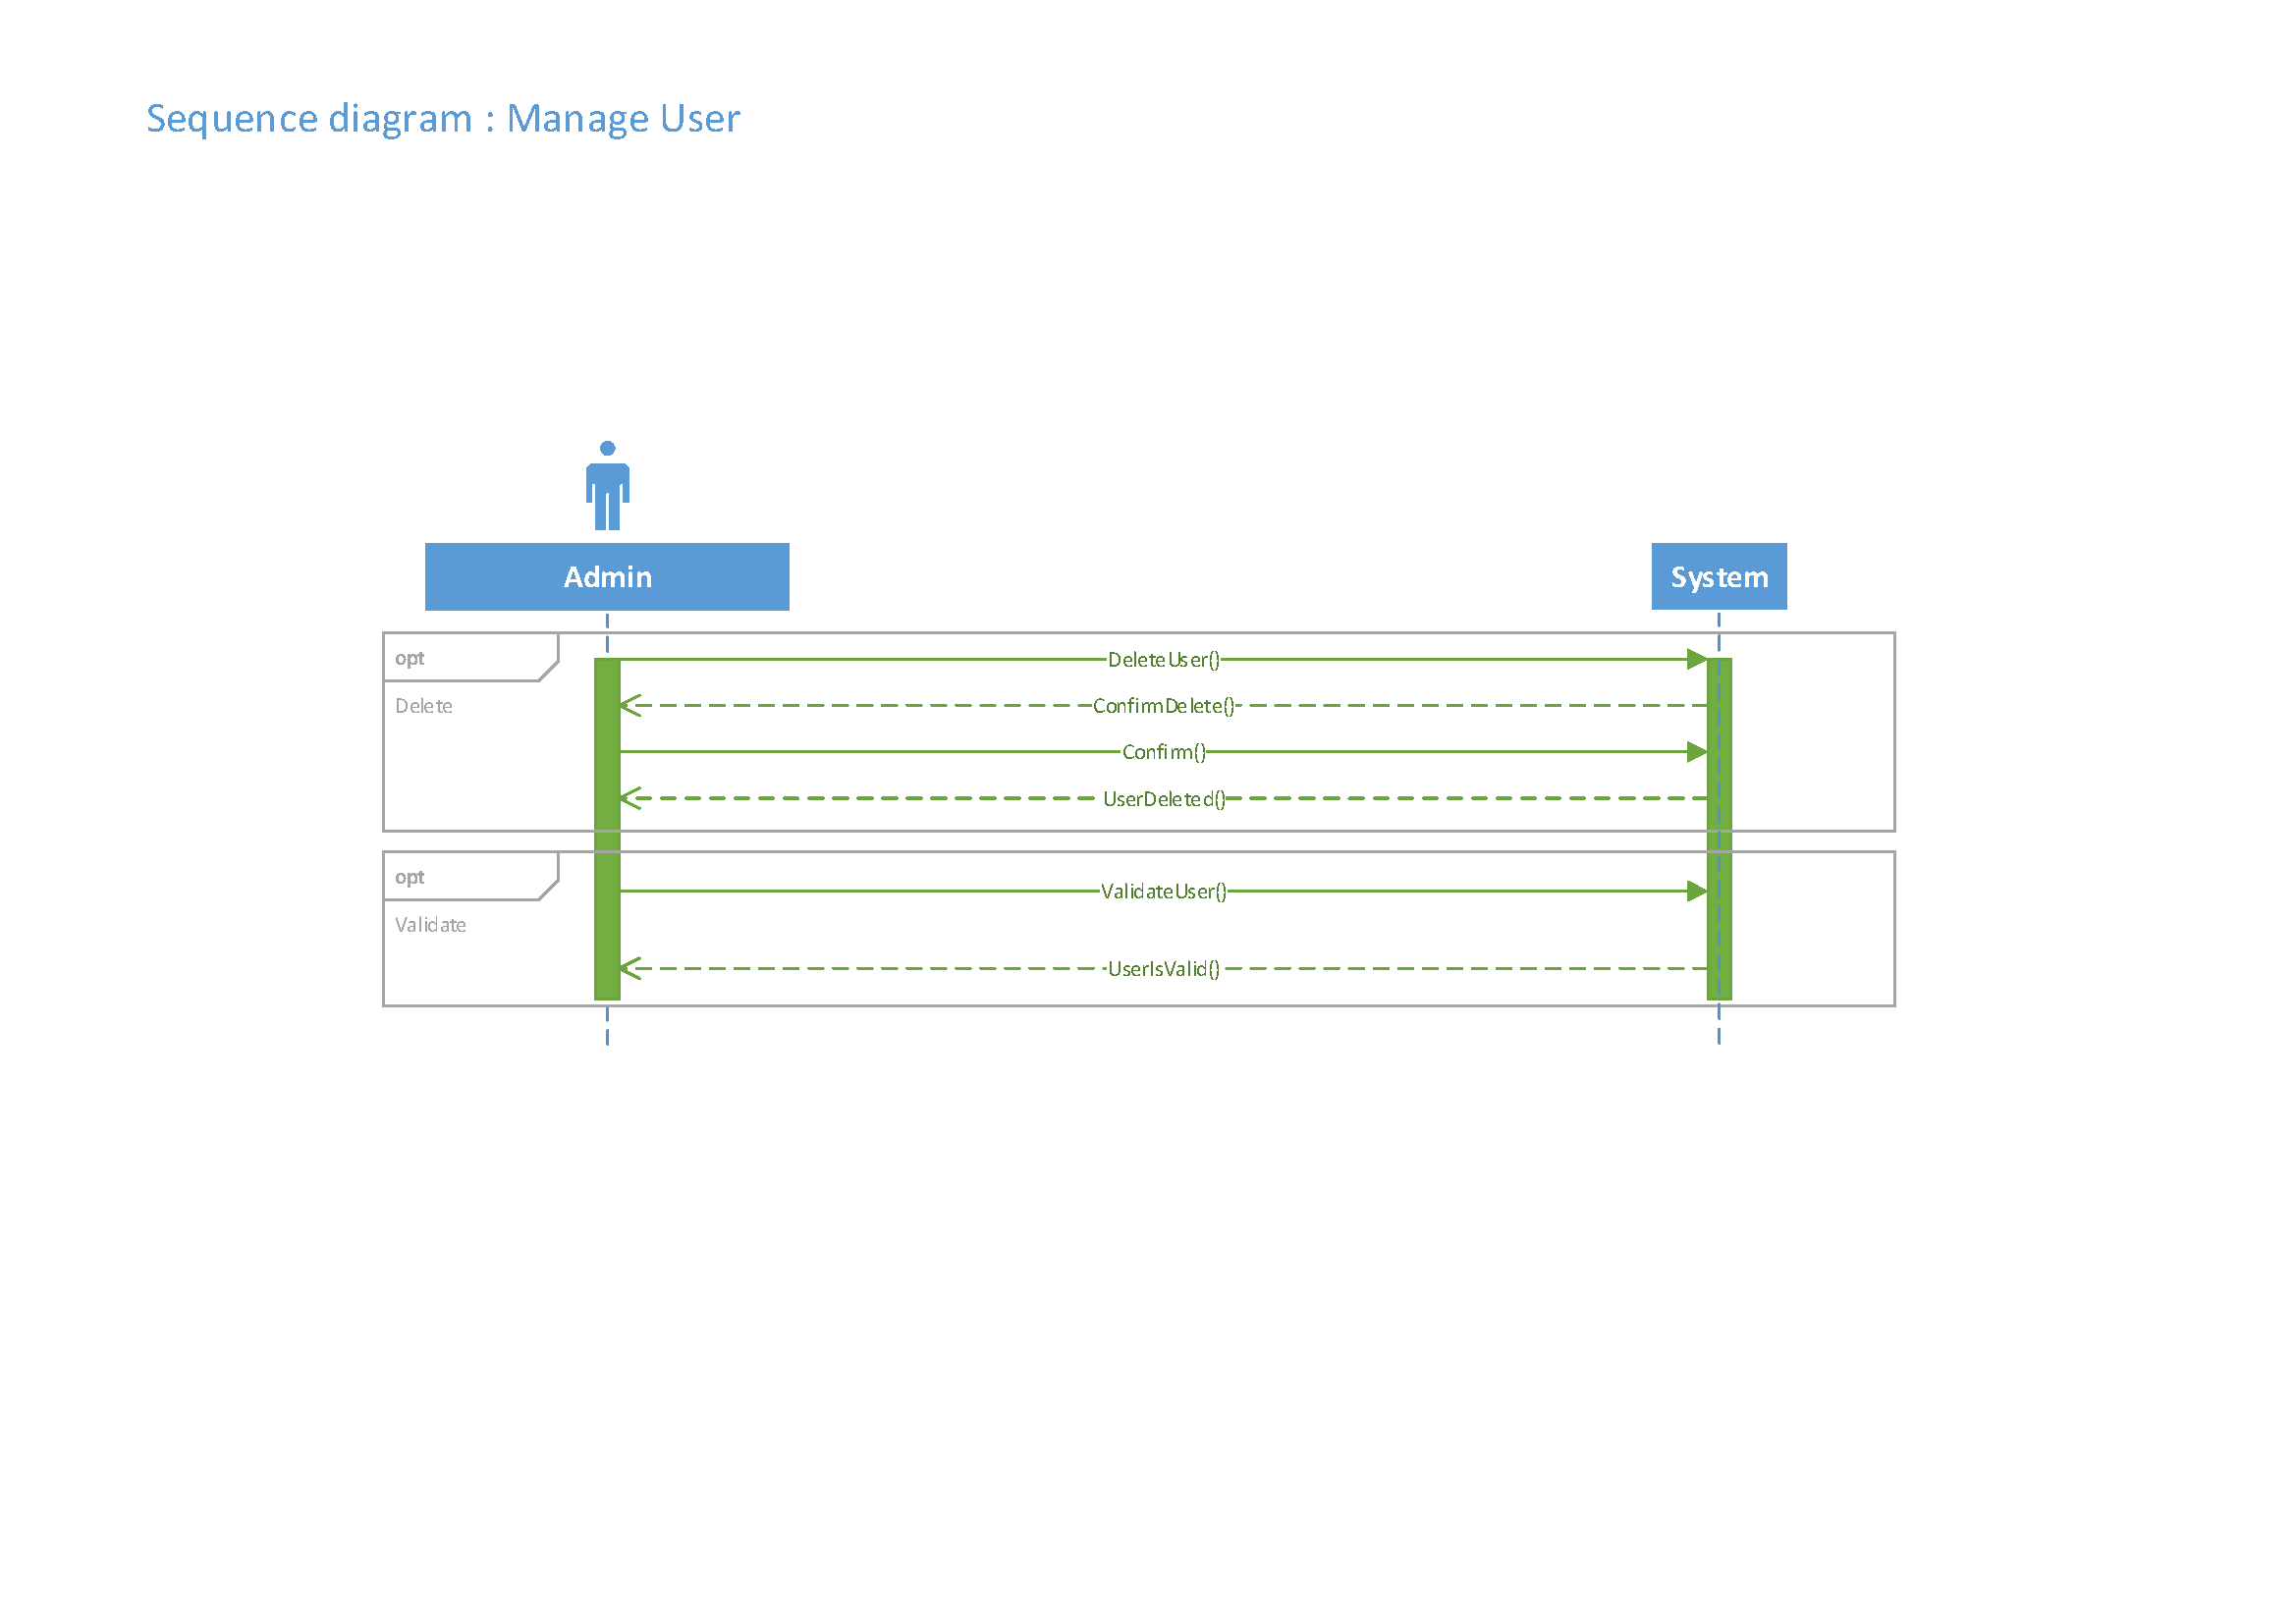 Sequence diagram : Manage User
Admin
System
opt
DeleteUser()
Delete
ConfirmDelete()
Confirm()
UserDeleted()
opt
ValidateUser()
Validate
UserIsValid()